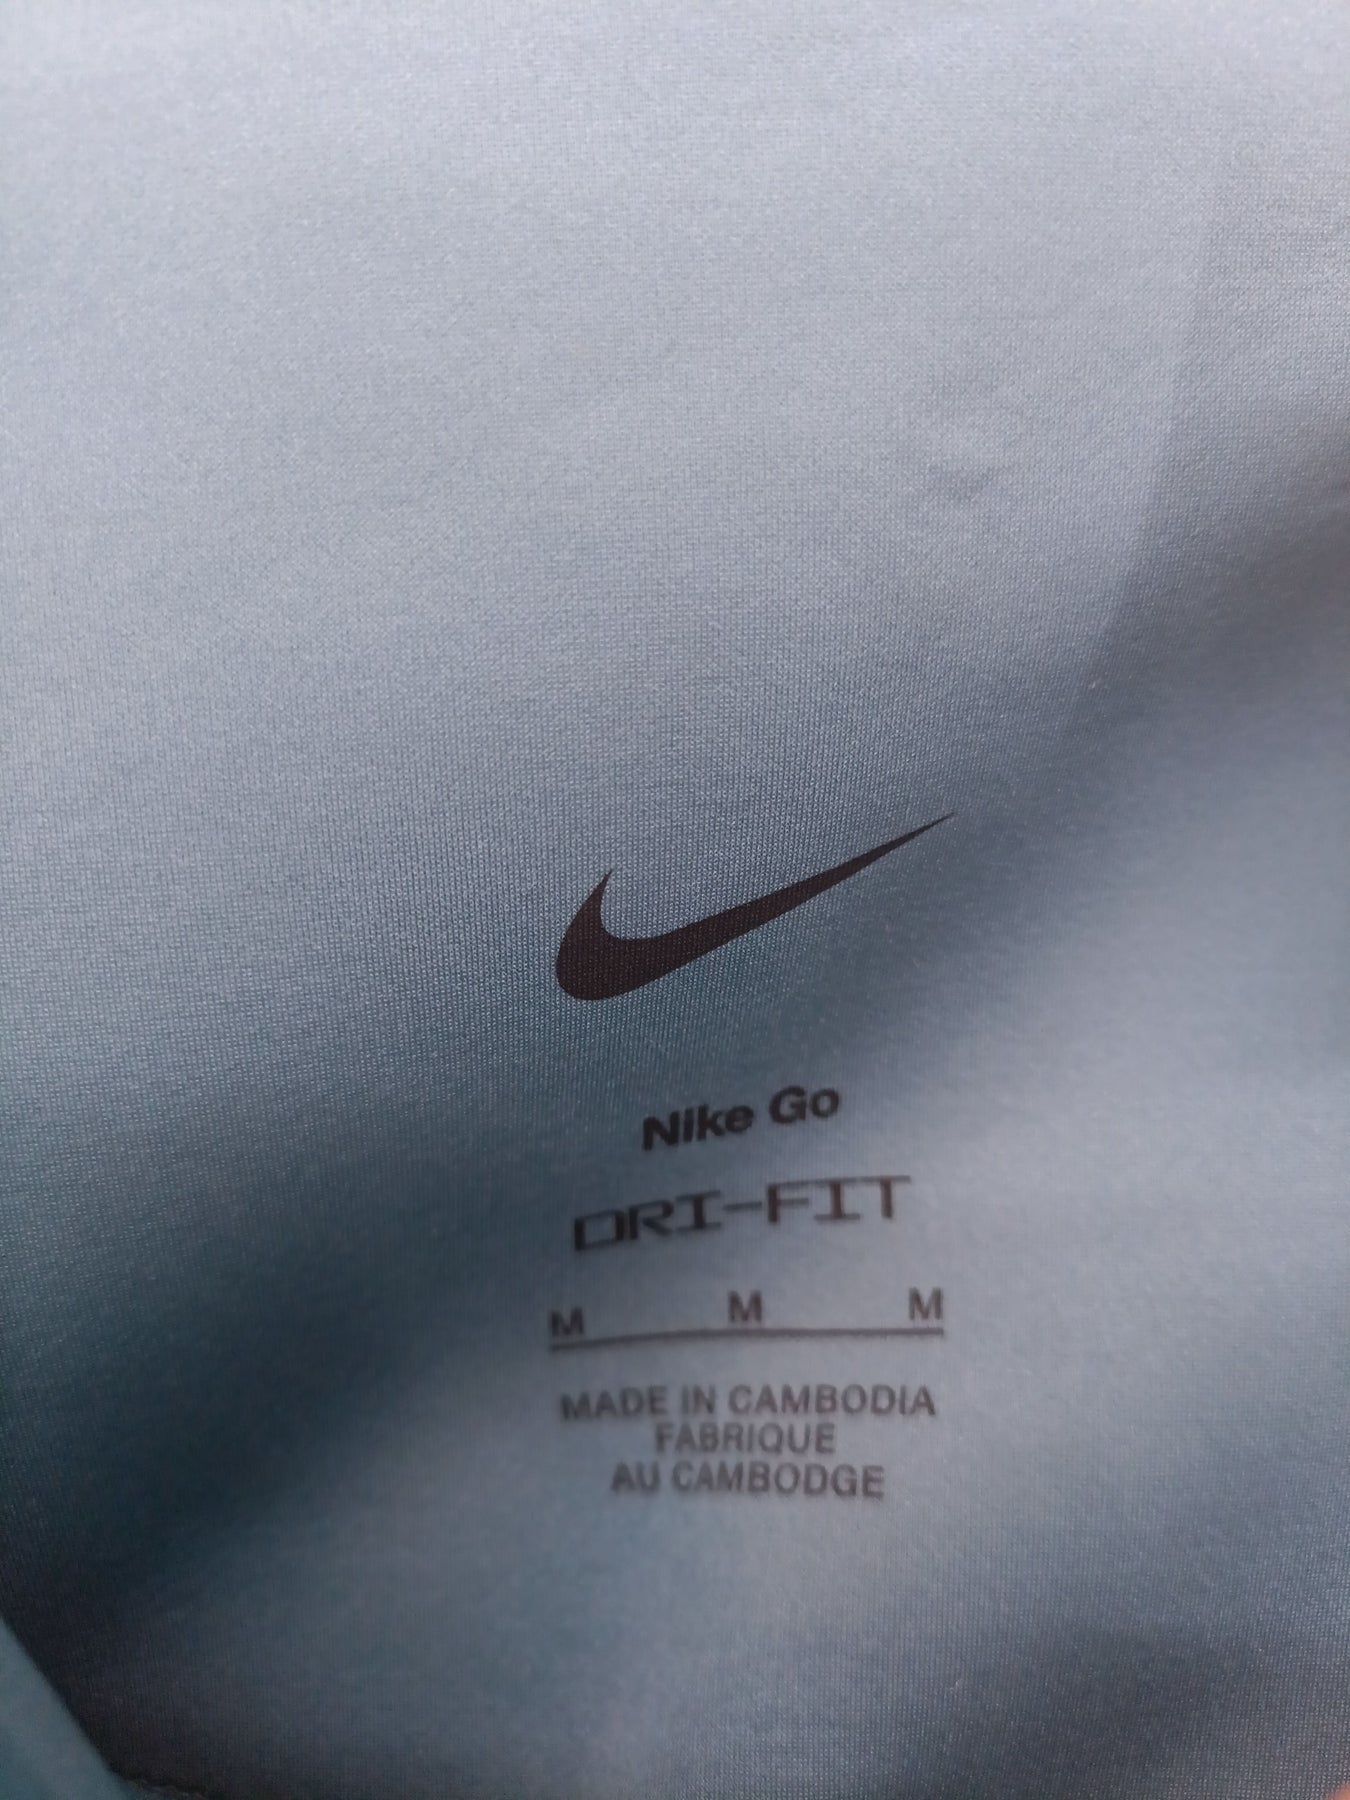 Nike Go
DRI-FIT
M M M
MADE IN CAMBODIA
FABRIQUE
AU CAMBODGE